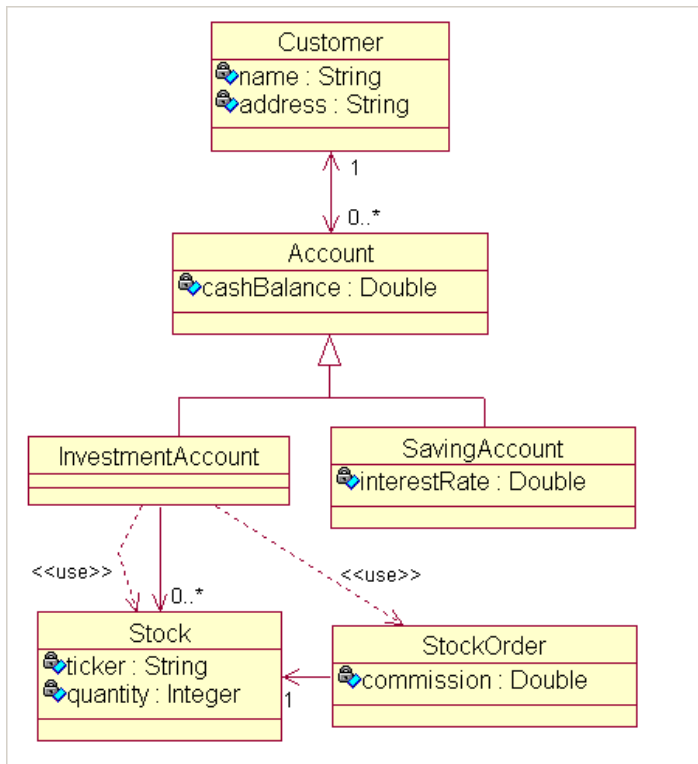 Customer
name : String
address : String
1
0..*
Account
cashBalance : Double
InvestmentAccount
SavingAccount
interestRate : Double
<<use>>
<<use>>
0..*
Stock
ticker : String
quantity : Integer
1
StockOrder
commission : Double